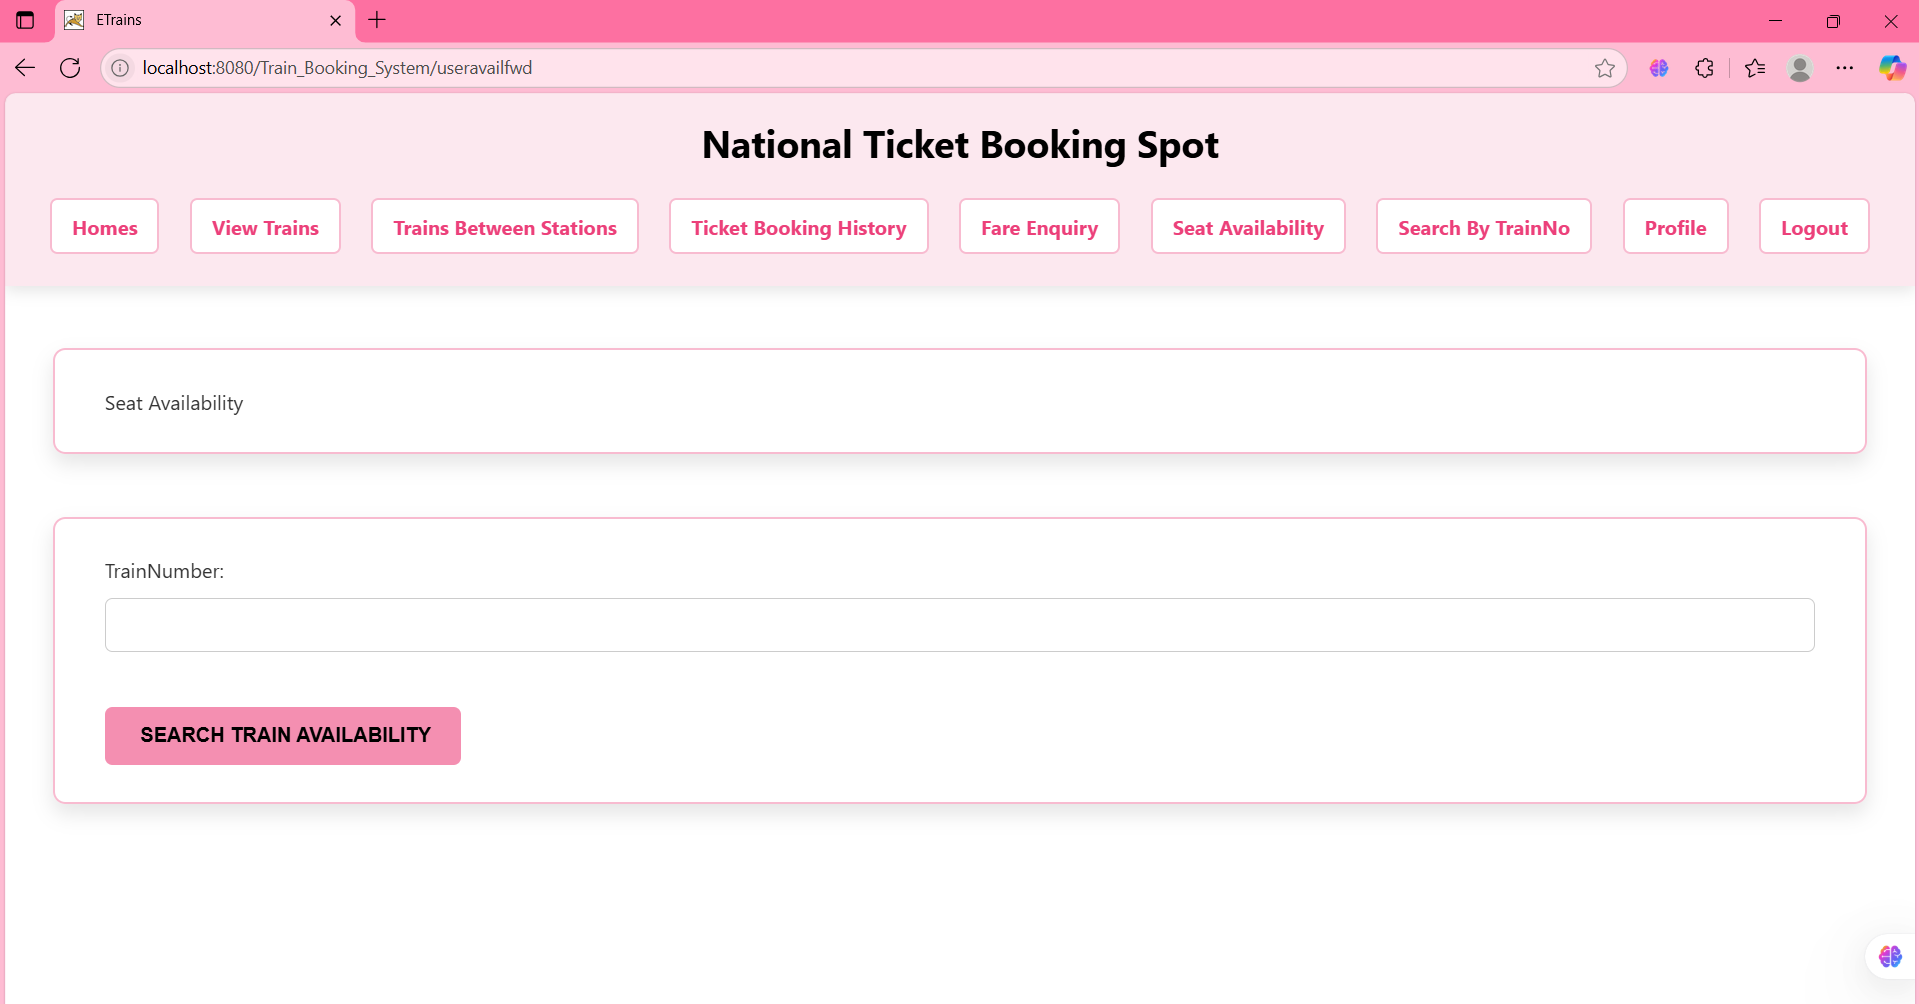 ETrains
localhost:8080/Train_Booking_System/useravailfwd
National Ticket Booking Spot
Homes View Trains Trains Between Stations Ticket Booking History Fare Enquiry Seat Availability Search By TrainNo Profile Logout
Seat Availability
TrainNumber:
SEARCH TRAIN AVAILABILITY